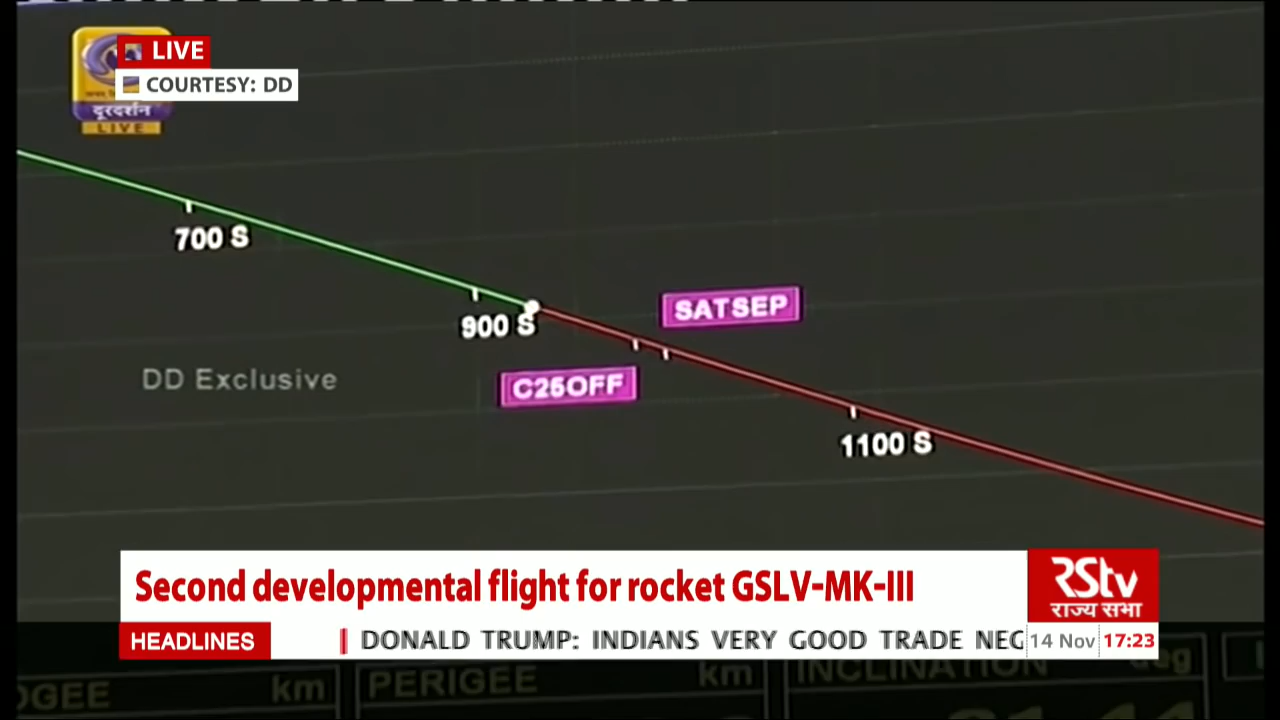 LIVE
COURTESY: DD
दूरदर्शन
LIVE
700 S
900 S
SATSEP
DD Exclusive
C25OFF
1100 S
Second developmental flight for rocket GSLV-MK-III
RStv
राज्य सभा
HEADLINES
DONALD TRUMP: INDIANS VERY GOOD TRADE NEG
14 Nov 17:23
OGEE km PERIGEE km INCLINATION deg